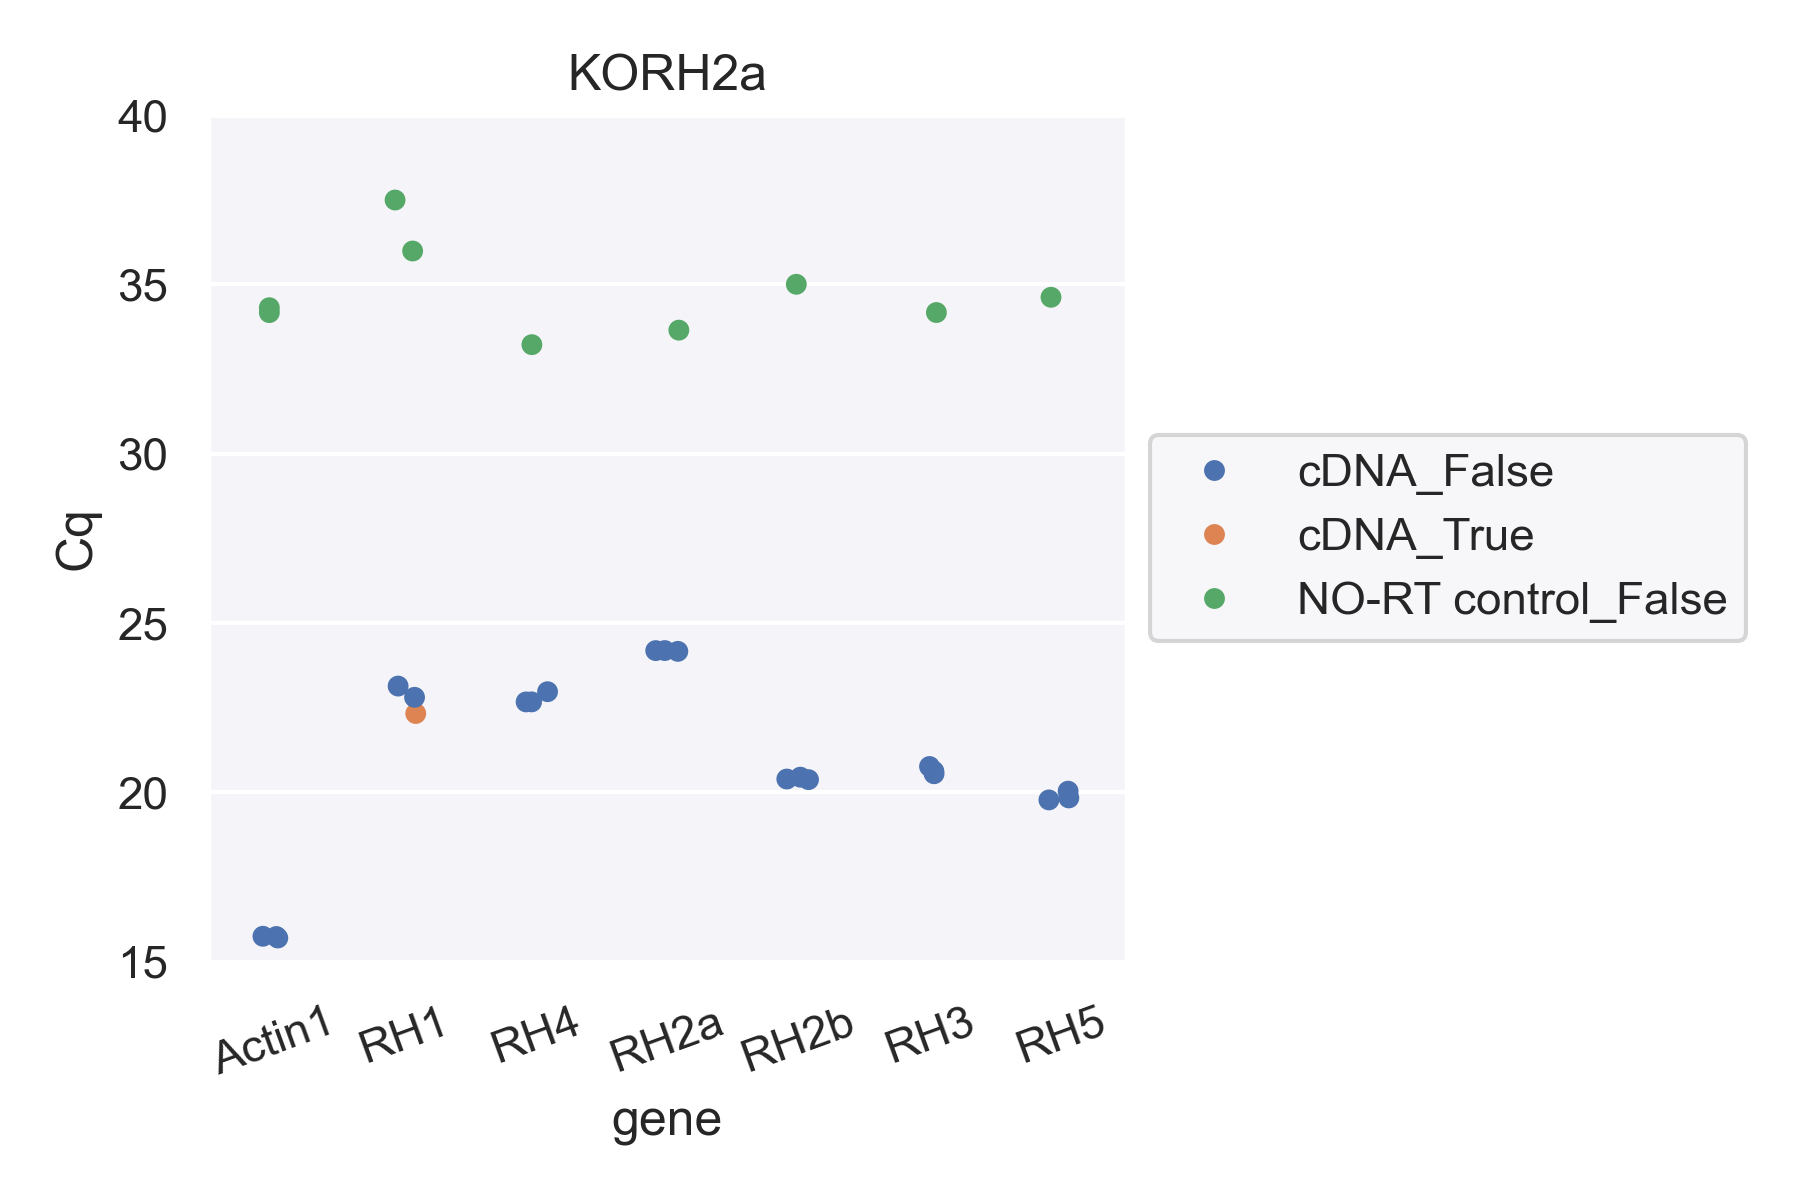 KORH2a
40
35
30
25
20
15
Cq
Actin1
RH1
RH4
RH2a
RH2b
RH3
RH5
gene
cDNA_False
cDNA_True
NO-RT control_False